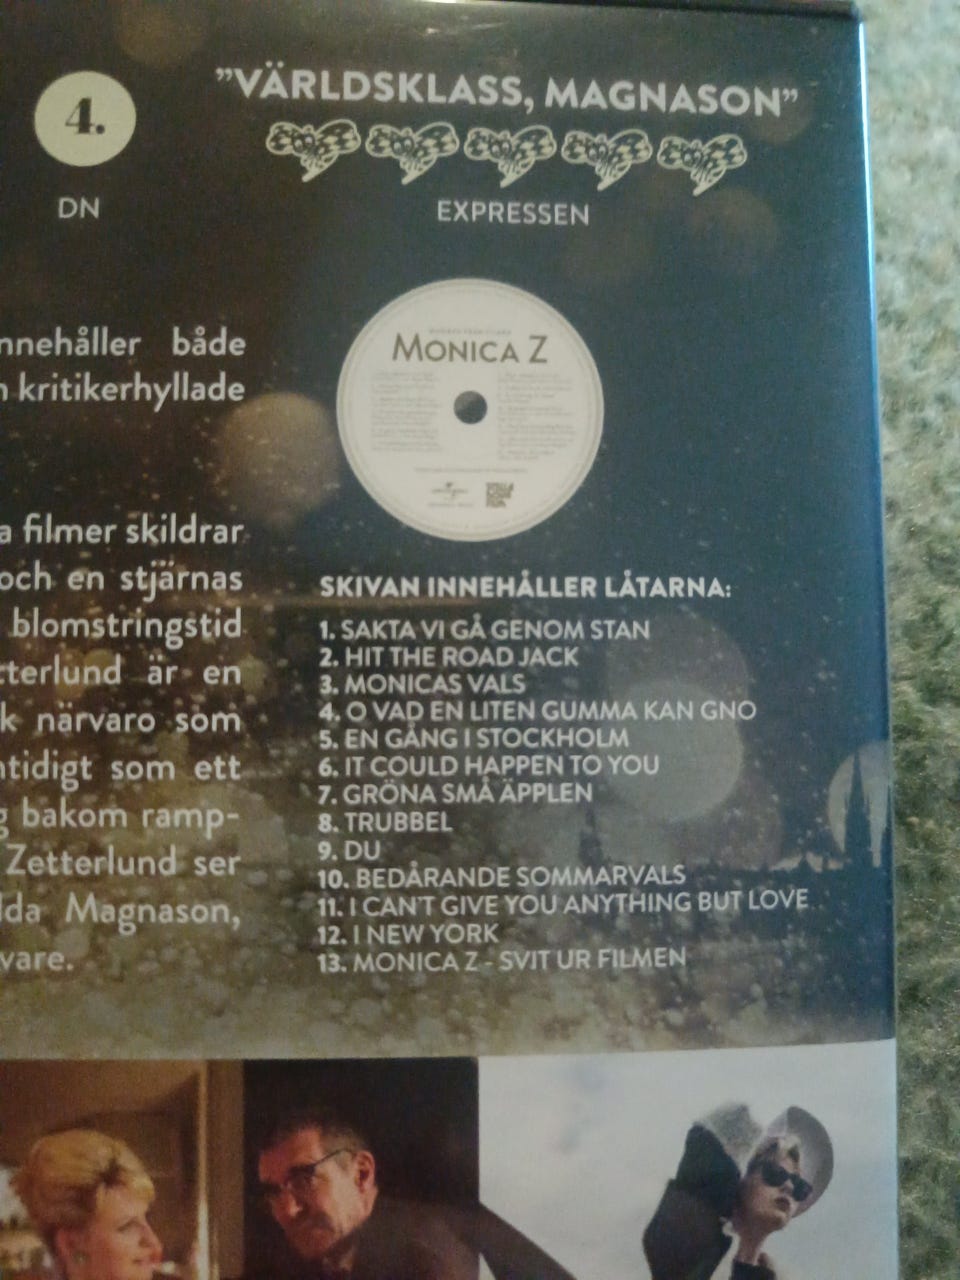 4.
DN
"VÄRLDSKLASS, MAGNASON"
EXPRESSEN
nnehåller både
kritikerhyllade
a filmer skildrar
och en stjärnas
blomstringstid
tterlund är en
k närvaro som
ntidigt som ett
g bakom ramp-
Zetterlund ser
lda Magnason,
vare.
MONICA Z
SKIVAN INNEHÅLLER LÅTARNA:
1. SAKTA VI GÅ GENOM STAN
2. HIT THE ROAD JACK
3. MONICAS VALS
4. O VAD EN LITEN GUMMA KAN GNO
5. EN GÅNG I STOCKHOLM
6. IT COULD HAPPEN TO YOU
7. GRÖNA SMÅ ÄPPLEN
8. TRUBBEL
9. DU
10. BEDÅRANDE SOMMARVALS
11. I CAN'T GIVE YOU ANYTHING BUT LOVE
12. I NEW YORK
13. MONICA Z - SVIT UR FILMEN